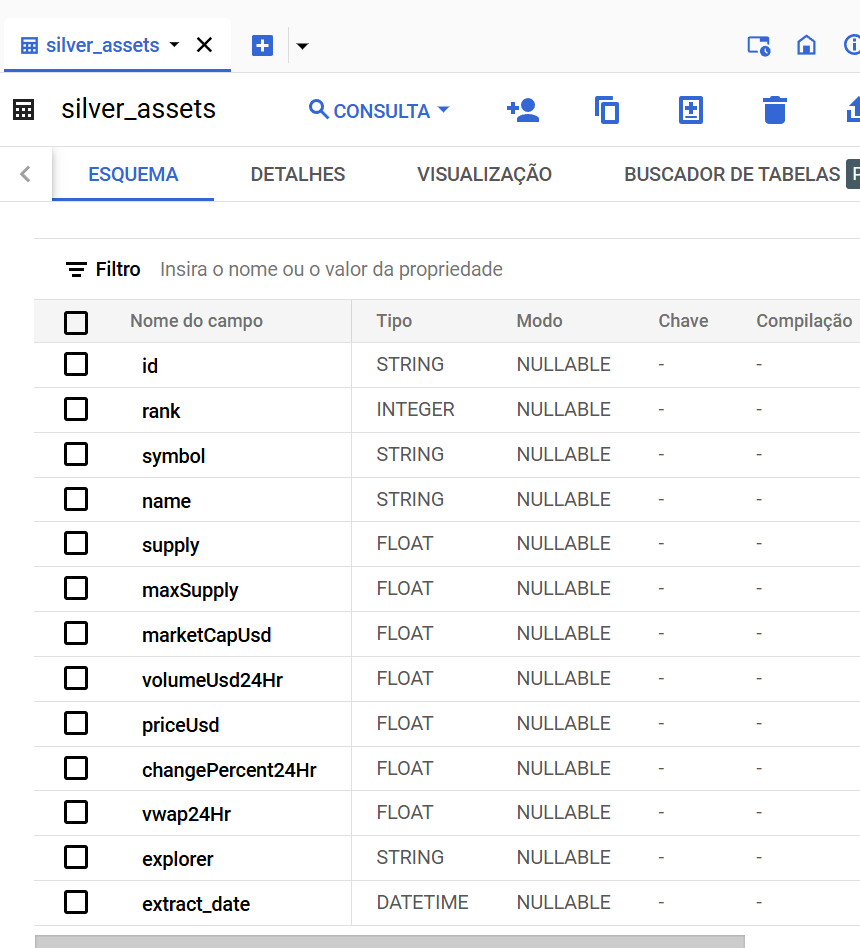 silver_assets
silver_assets CONSULTA
ESQUEMA DETALHES VISUALIZAÇÃO BUSCADOR DE TABELAS P
Filtro Insira o nome ou o valor da propriedade
Nome do campo Tipo Modo Chave Compilação
id STRING NULLABLE - -
rank INTEGER NULLABLE - -
symbol STRING NULLABLE - -
name STRING NULLABLE - -
supply FLOAT NULLABLE - -
maxSupply FLOAT NULLABLE - -
marketCapUsd FLOAT NULLABLE - -
volumeUsd24Hr FLOAT NULLABLE - -
priceUsd FLOAT NULLABLE - -
changePercent24Hr FLOAT NULLABLE - -
vwap24Hr FLOAT NULLABLE - -
explorer STRING NULLABLE - -
extract_date DATETIME NULLABLE - -